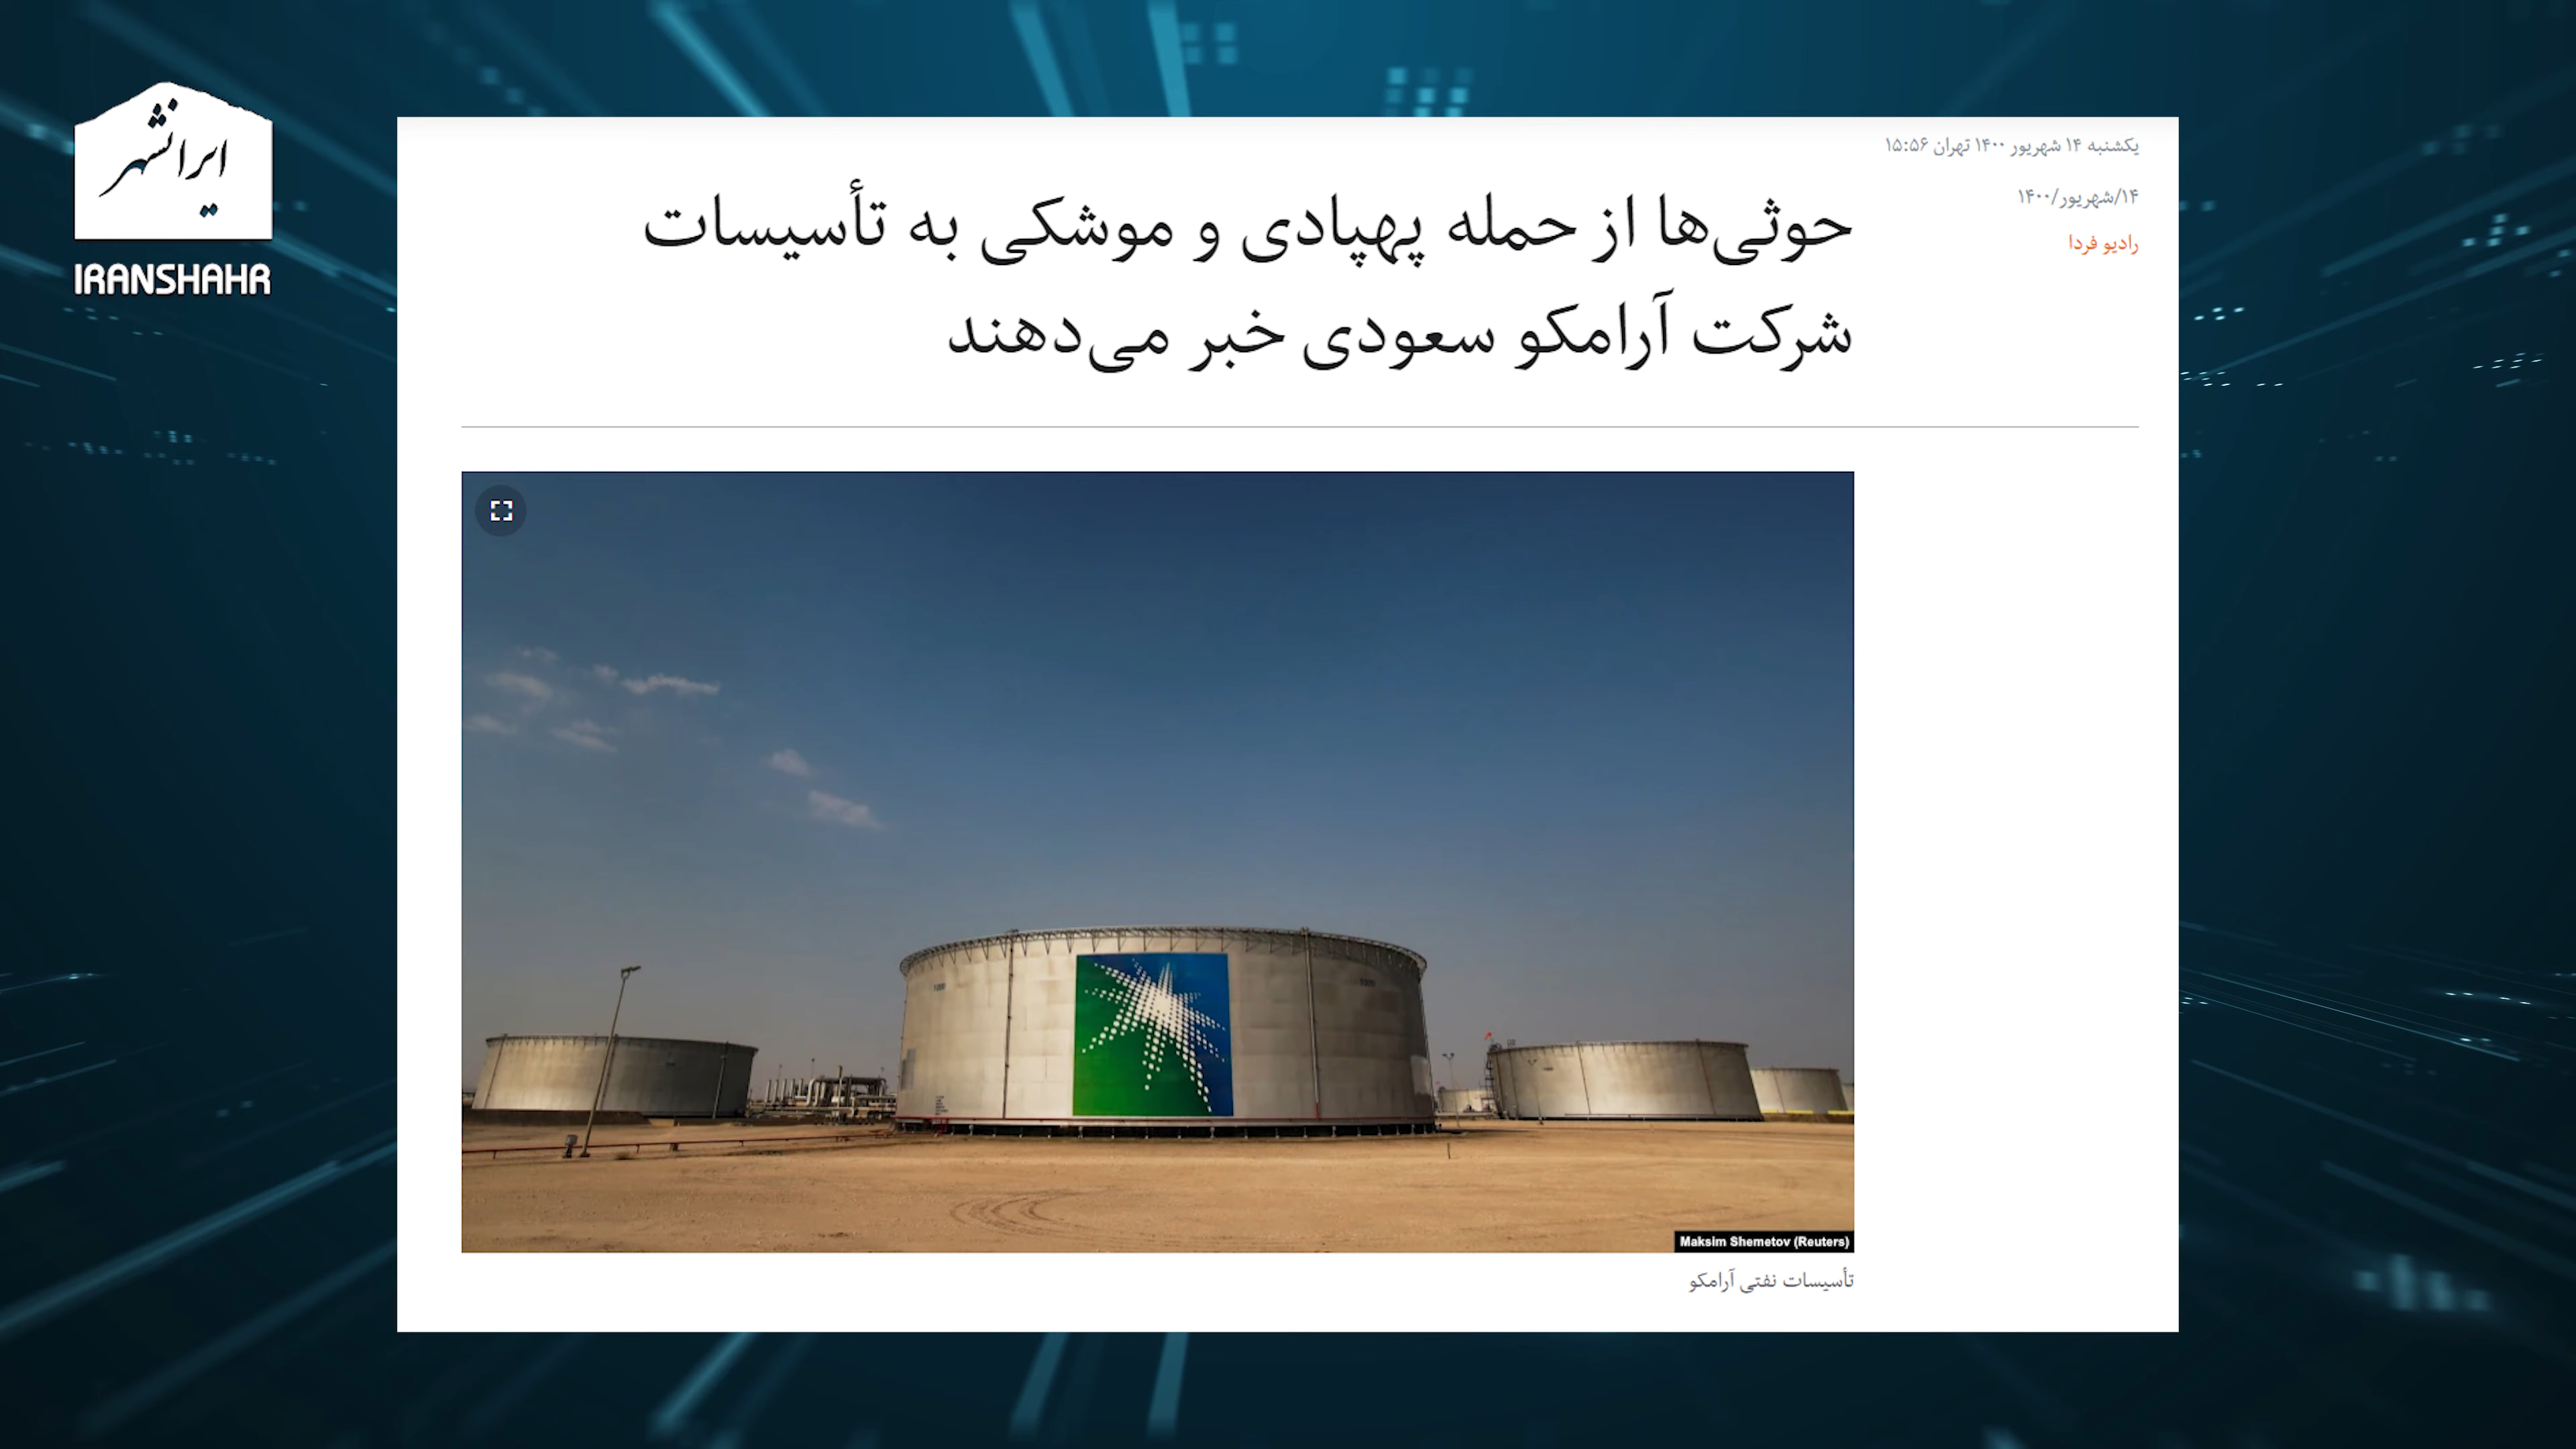 ایرانشهر
IRANSHAHR
یکشنبه ۱۴ شهریور ۱۴۰۰ تهران ۱۵:۵۶
۱۴/شهریور/۱۴۰۰
رادیو فردا
حوثی‌ها از حمله پهپادی و موشکی به تأسیسات
شرکت آرامکو سعودی خبر می‌دهند
Maksim Shemetov (Reuters)
تأسیسات نفتی آرامکو